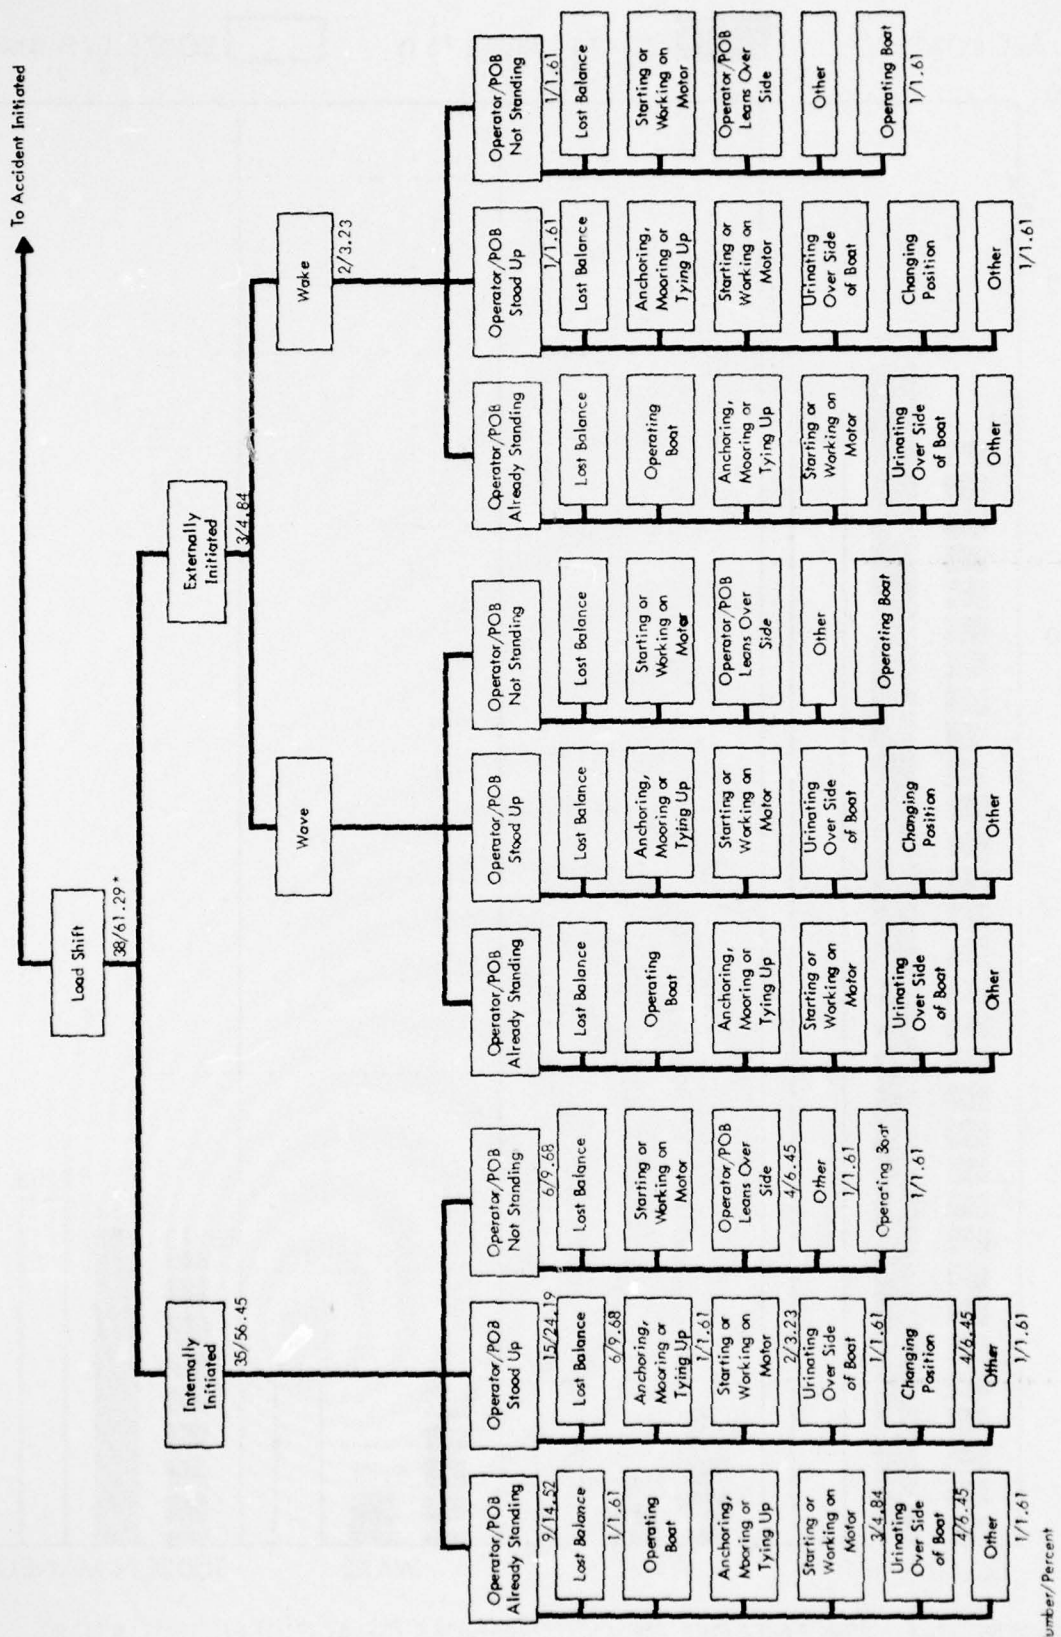 To Accident Initiated
Load Shift
38/61.29*
Internally
Initiated
35/56.45
Externally
Initiated
3/4.84
Wave
Wake
2/3.23
Operator/POB
Already Standing
9/14.52
Lost Balance
1/1.61
Operating
Boat
Anchoring,
Mooring or
Tying Up
Starting or
Working on
Motor
3/4.84
Urinating
Over Side
of Boat
4/6.45
Other
1/1.61
Operator/POB
Stood Up
15/24.19
Lost Balance
6/9.68
Anchoring,
Mooring or
Tying Up
1/1.61
Starting or
Working on
Motor
2/3.23
Urinating
Over Side
of Boat
1/1.61
Changing
Position
4/6.45
Other
1/1.61
Operator/POB
Not Standing
6/9.68
Lost Balance
Starting or
Working on
Motor
Operator/POB
Leans Over
Side
4/6.45
Other
1/1.61
Operating Boat
1/1.61
Operator/POB
Already Standing
Lost Balance
Operating
Boat
Anchoring,
Mooring or
Tying Up
Starting or
Working on
Motor
Urinating
Over Side
of Boat
Other
Operator/POB
Stood Up
Lost Balance
Anchoring,
Mooring or
Tying Up
Starting or
Working on
Motor
Urinating
Over Side
of Boat
Changing
Position
Other
Operator/POB
Not Standing
Lost Balance
Starting or
Working on
Motor
Operator/POB
Leans Over
Side
Other
Operating Boat
Operator/POB
Already Standing
Lost Balance
Operating
Boat
Anchoring,
Mooring or
Tying Up
Starting or
Working on
Motor
Urinating
Over Side
of Boat
Other
Operator/POB
Stood Up
1/1.61
Lost Balance
Anchoring,
Mooring or
Tying Up
Starting or
Working on
Motor
Urinating
Over Side
of Boat
Changing
Position
Other
1/1.61
Operator/POB
Not Standing
1/1.61
Lost Balance
Starting or
Working on
Motor
Operator/POB
Leans Over
Side
Other
Operating Boat
1/1.61
umber/Percent